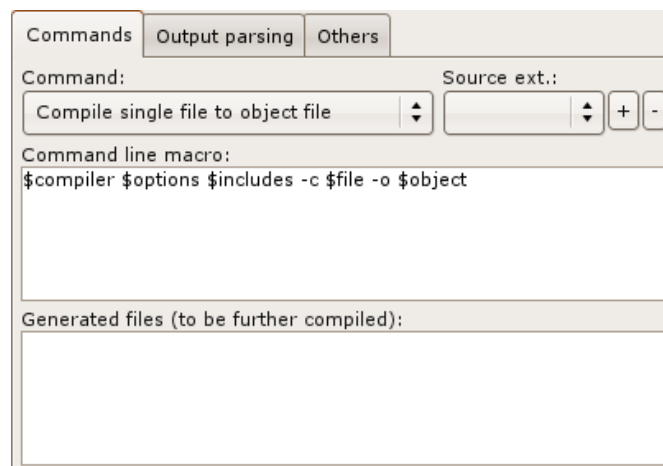 Commands Output parsing Others
Command: Source ext.:
Compile single file to object file + -
Command line macro:
$compiler $options $includes -c $file -o $object
Generated files (to be further compiled):